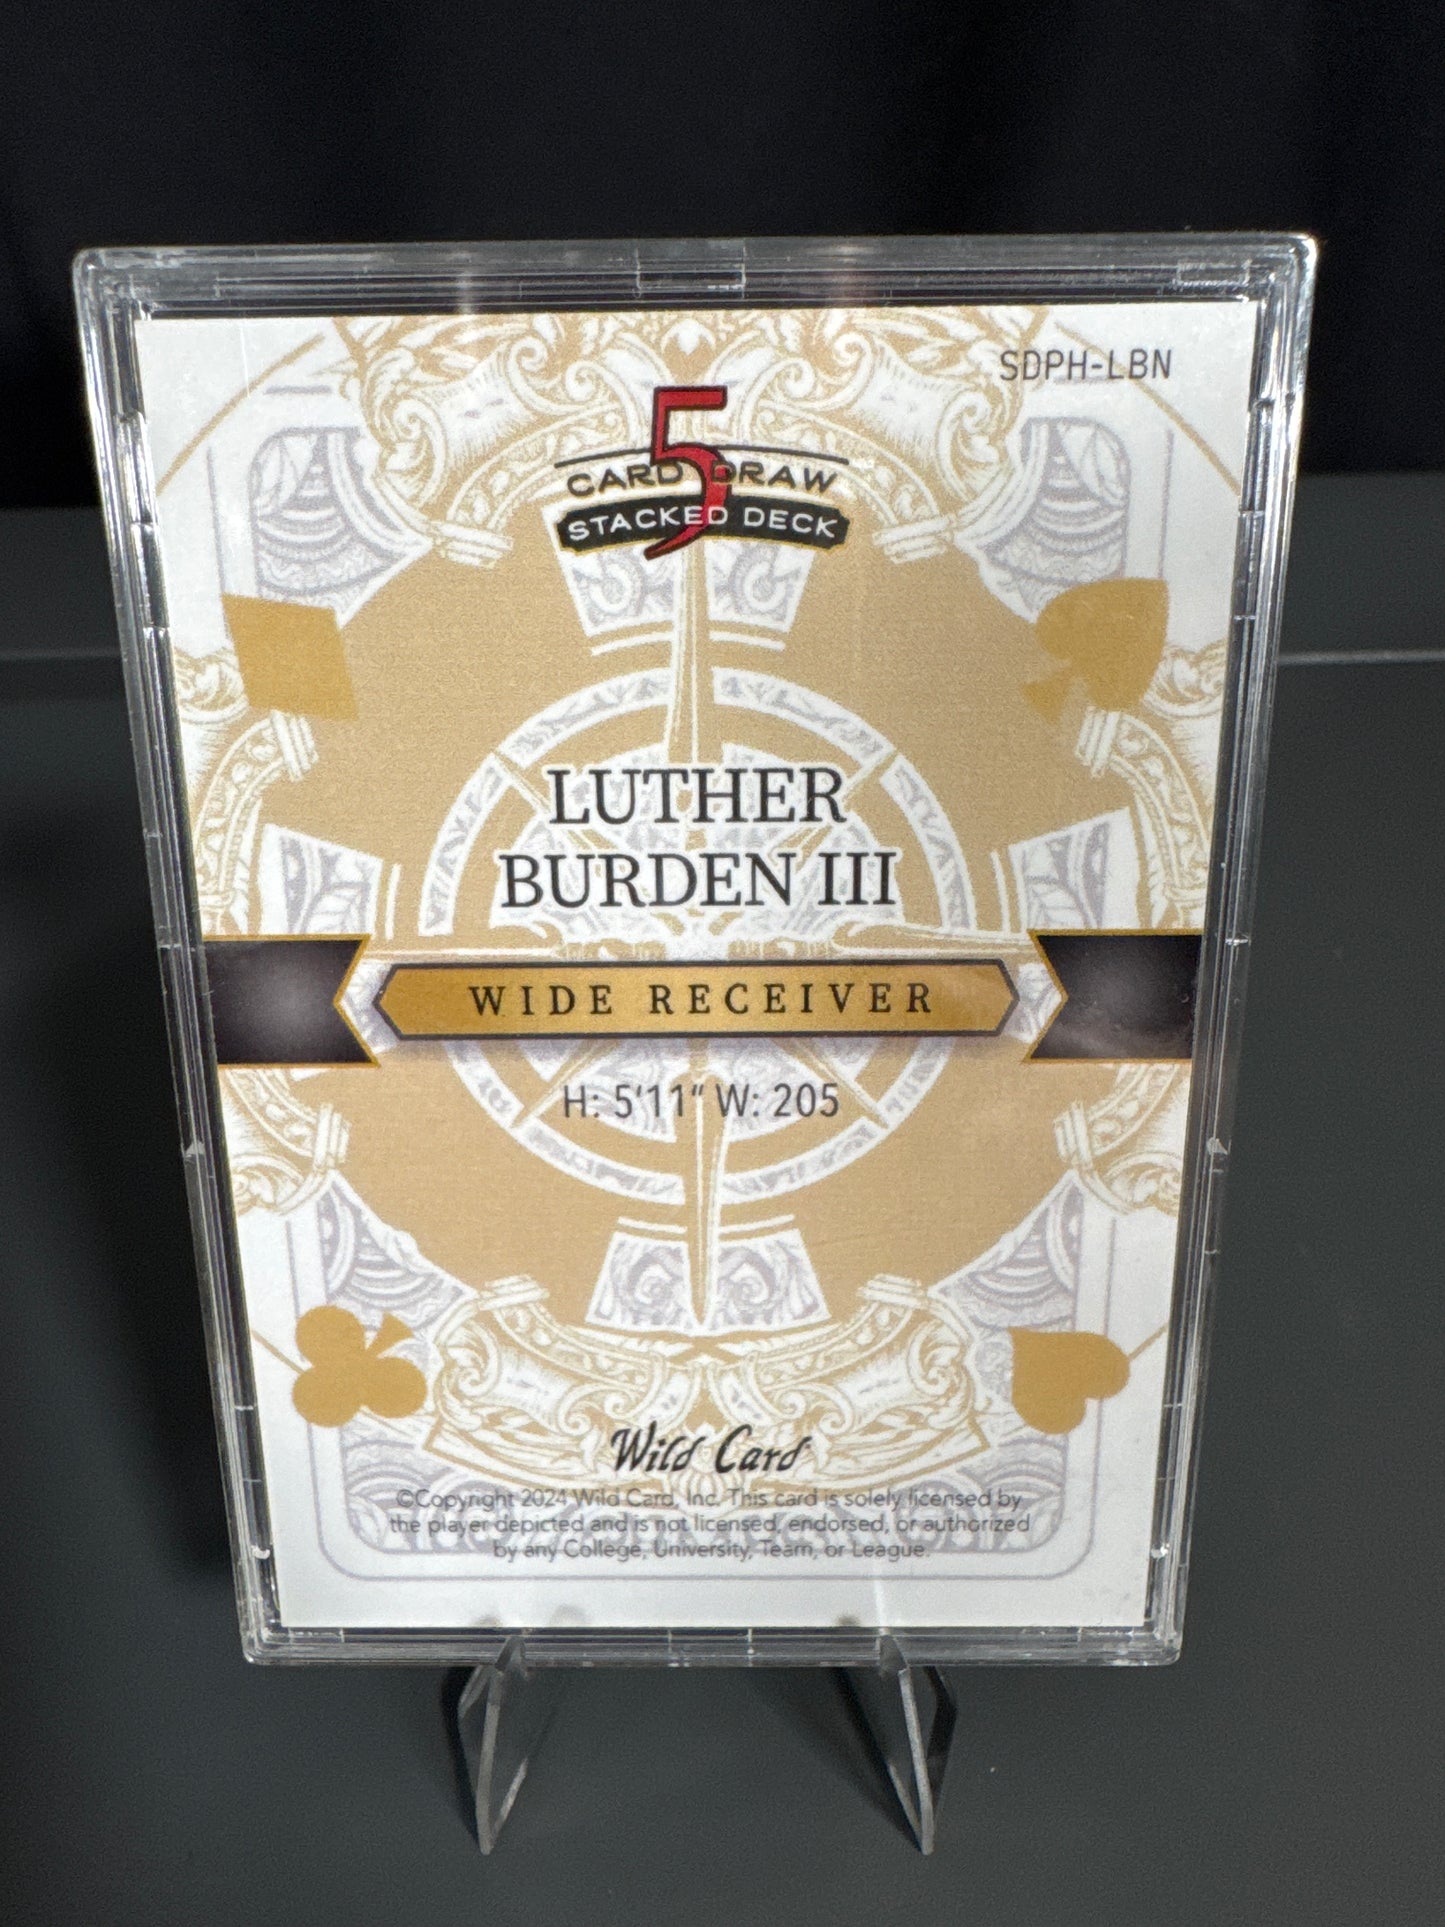 SDPH-LBN
5
CARD DRAW
STACKED DECK
LUTHER
BURDEN III
WIDE RECEIVER
H: 5'11" W: 205
Wild Card
©Copyright 2024 Wild Card, Inc. This card is solely licensed by
the player depicted and is not licensed, endorsed, or authorized
by any College, University, Team, or League.